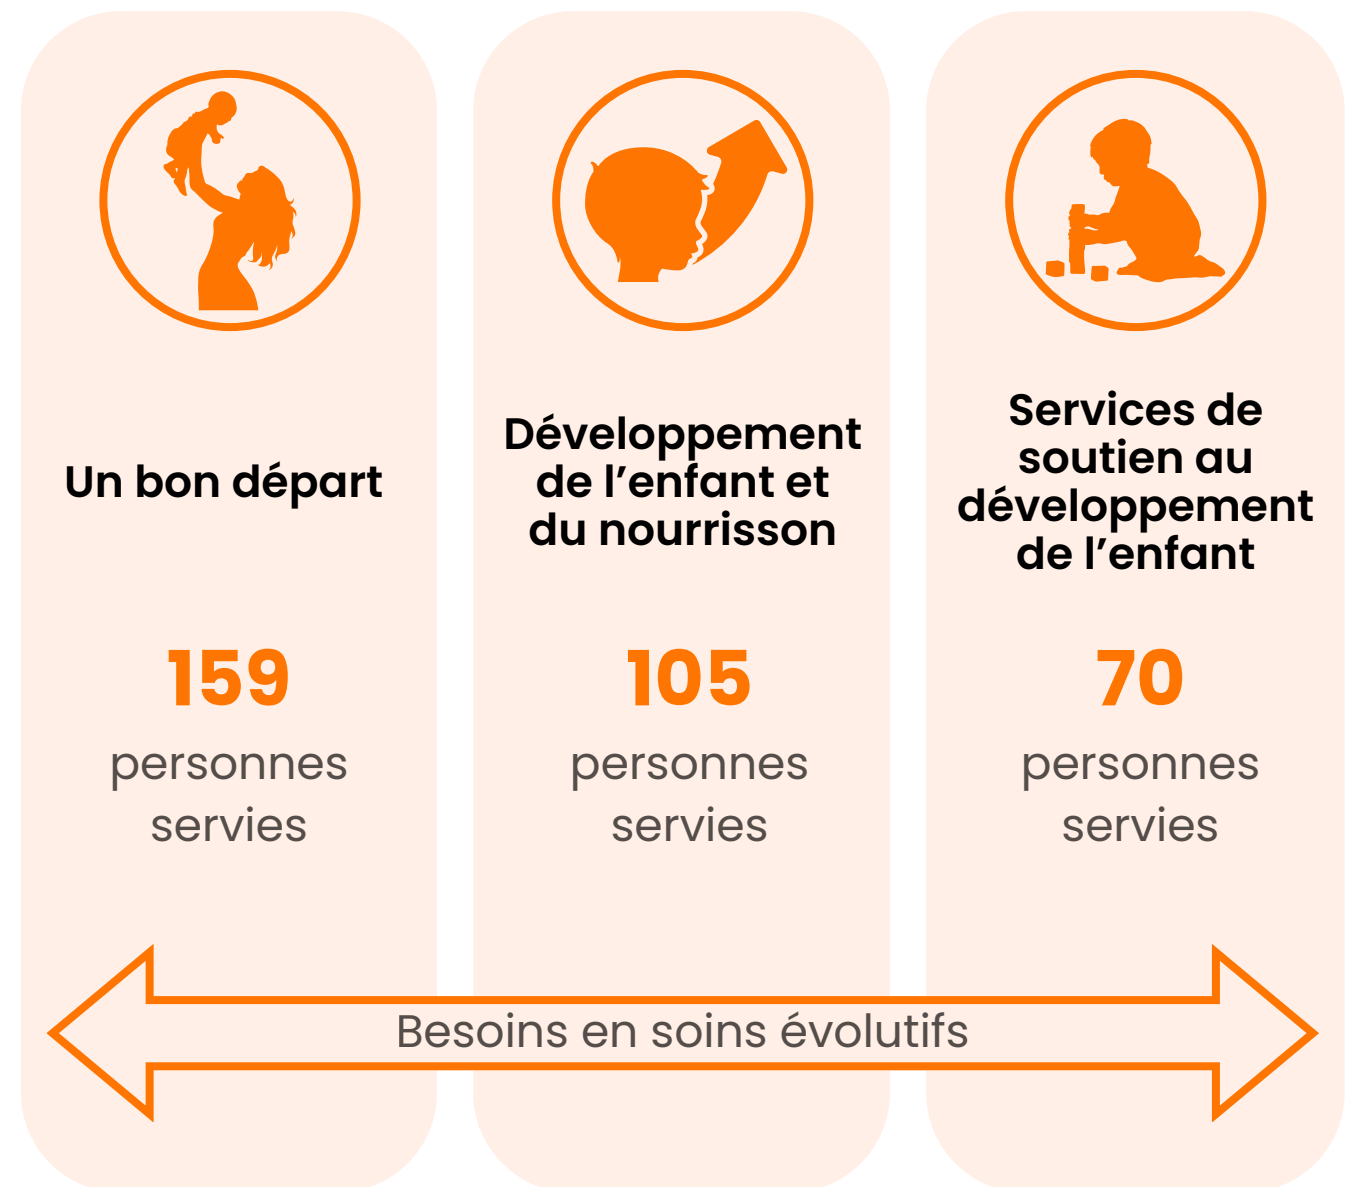 Un bon départ
159
personnes
servies
Développement
de l’enfant et
du nourrisson
105
personnes
servies
Services de
soutien au
développement
de l’enfant
70
personnes
servies
Besoins en soins évolutifs